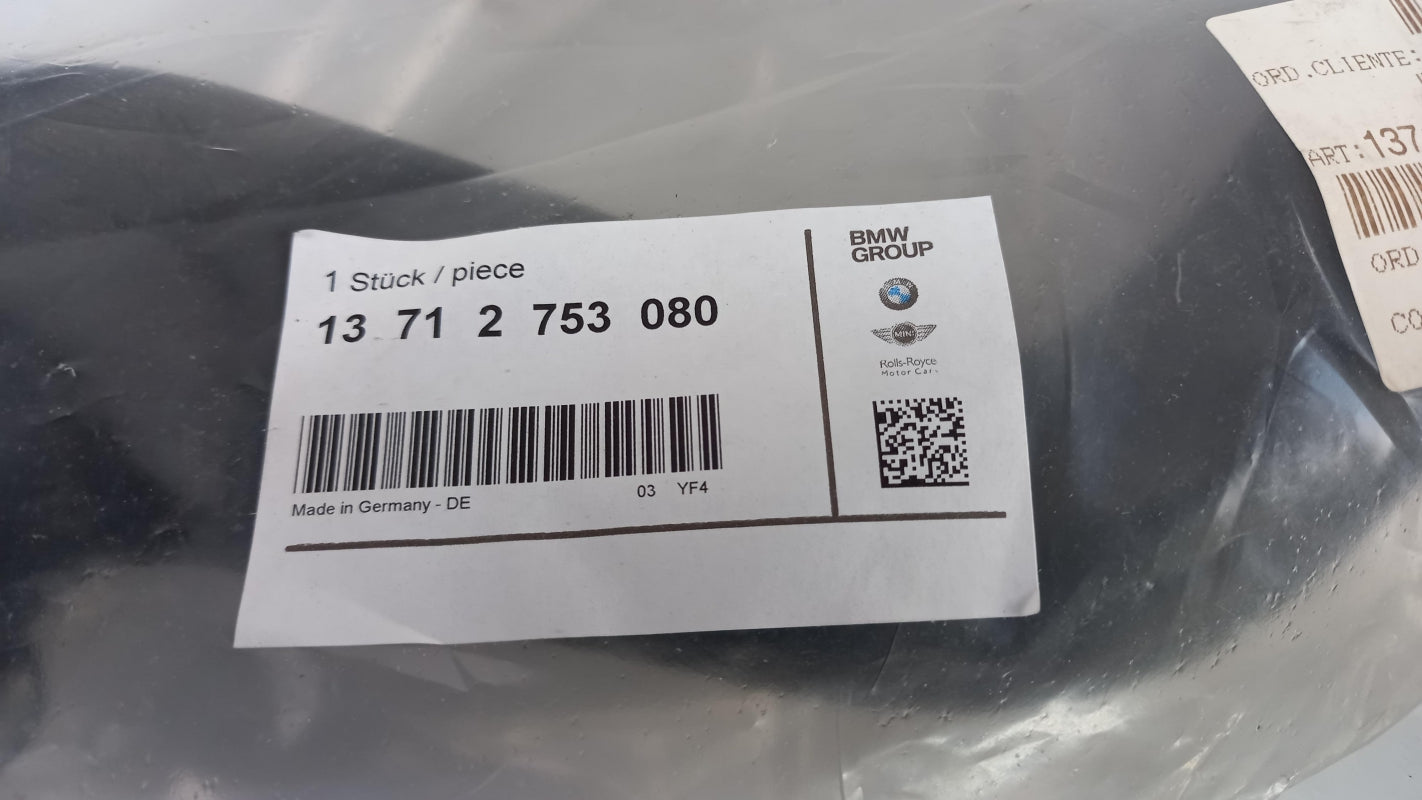 1 Stück / piece
13 71 2 753 080
Made in Germany - DE
03 YF4
BMW
GROUP
MINI
Rolls-Royce
Motor Cars
ORD.CLIENTE:
ART:137
ORD